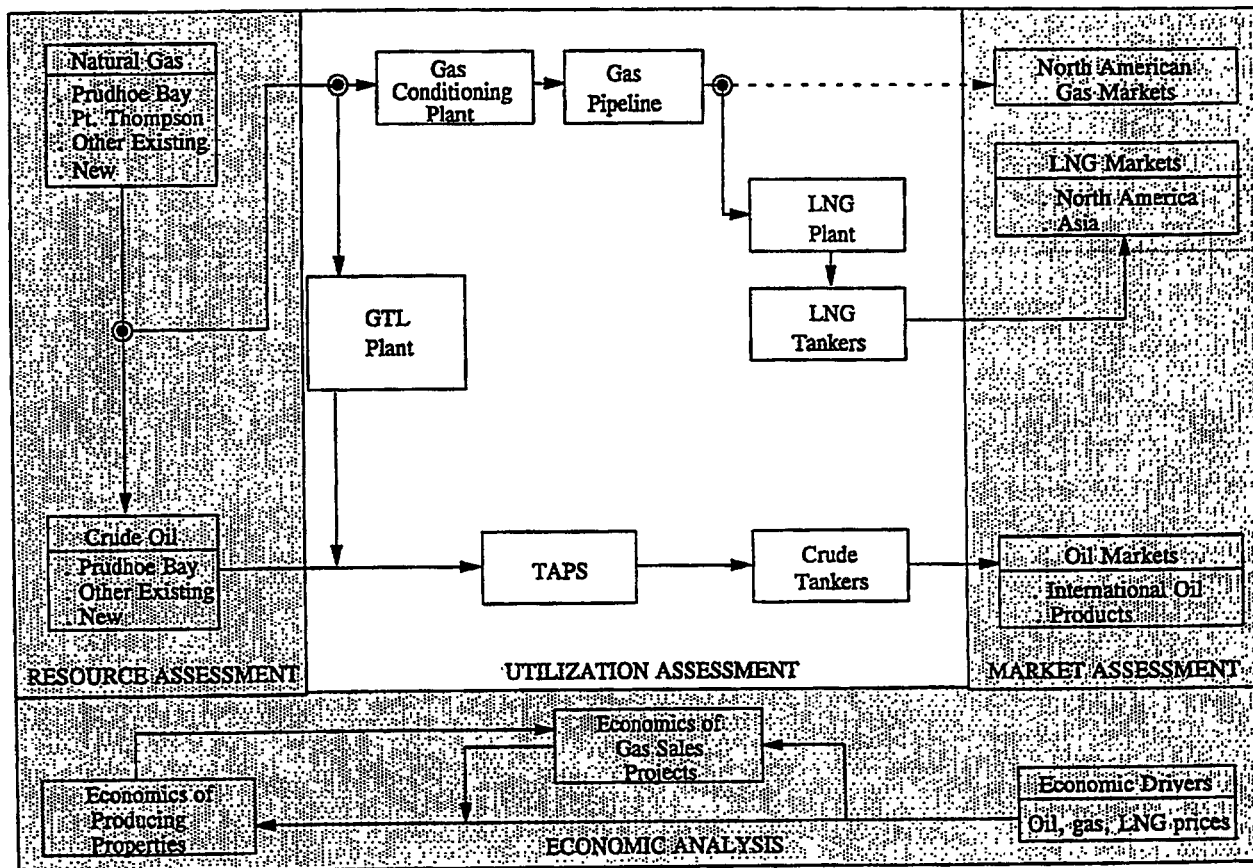 Natural Gas
. Prudhoe Bay
. Pt. Thompson
. Other Existing
. New
Gas
Conditioning
Plant
Gas
Pipeline
North American
Gas Markets
LNG Markets
. North America
. Asia
LNG
Plant
LNG
Tankers
GTL
Plant
Crude Oil
. Prudhoe Bay
. Other Existing
. New
TAPS
Crude
Tankers
Oil Markets
. International Oil
. Products
RESOURCE ASSESSMENT
UTILIZATION ASSESSMENT
MARKET ASSESSMENT
Economics of
Gas Sales
Projects
Economics of
Producing
Properties
Economic Drivers
Oil, gas, LNG prices
ECONOMIC ANALYSIS